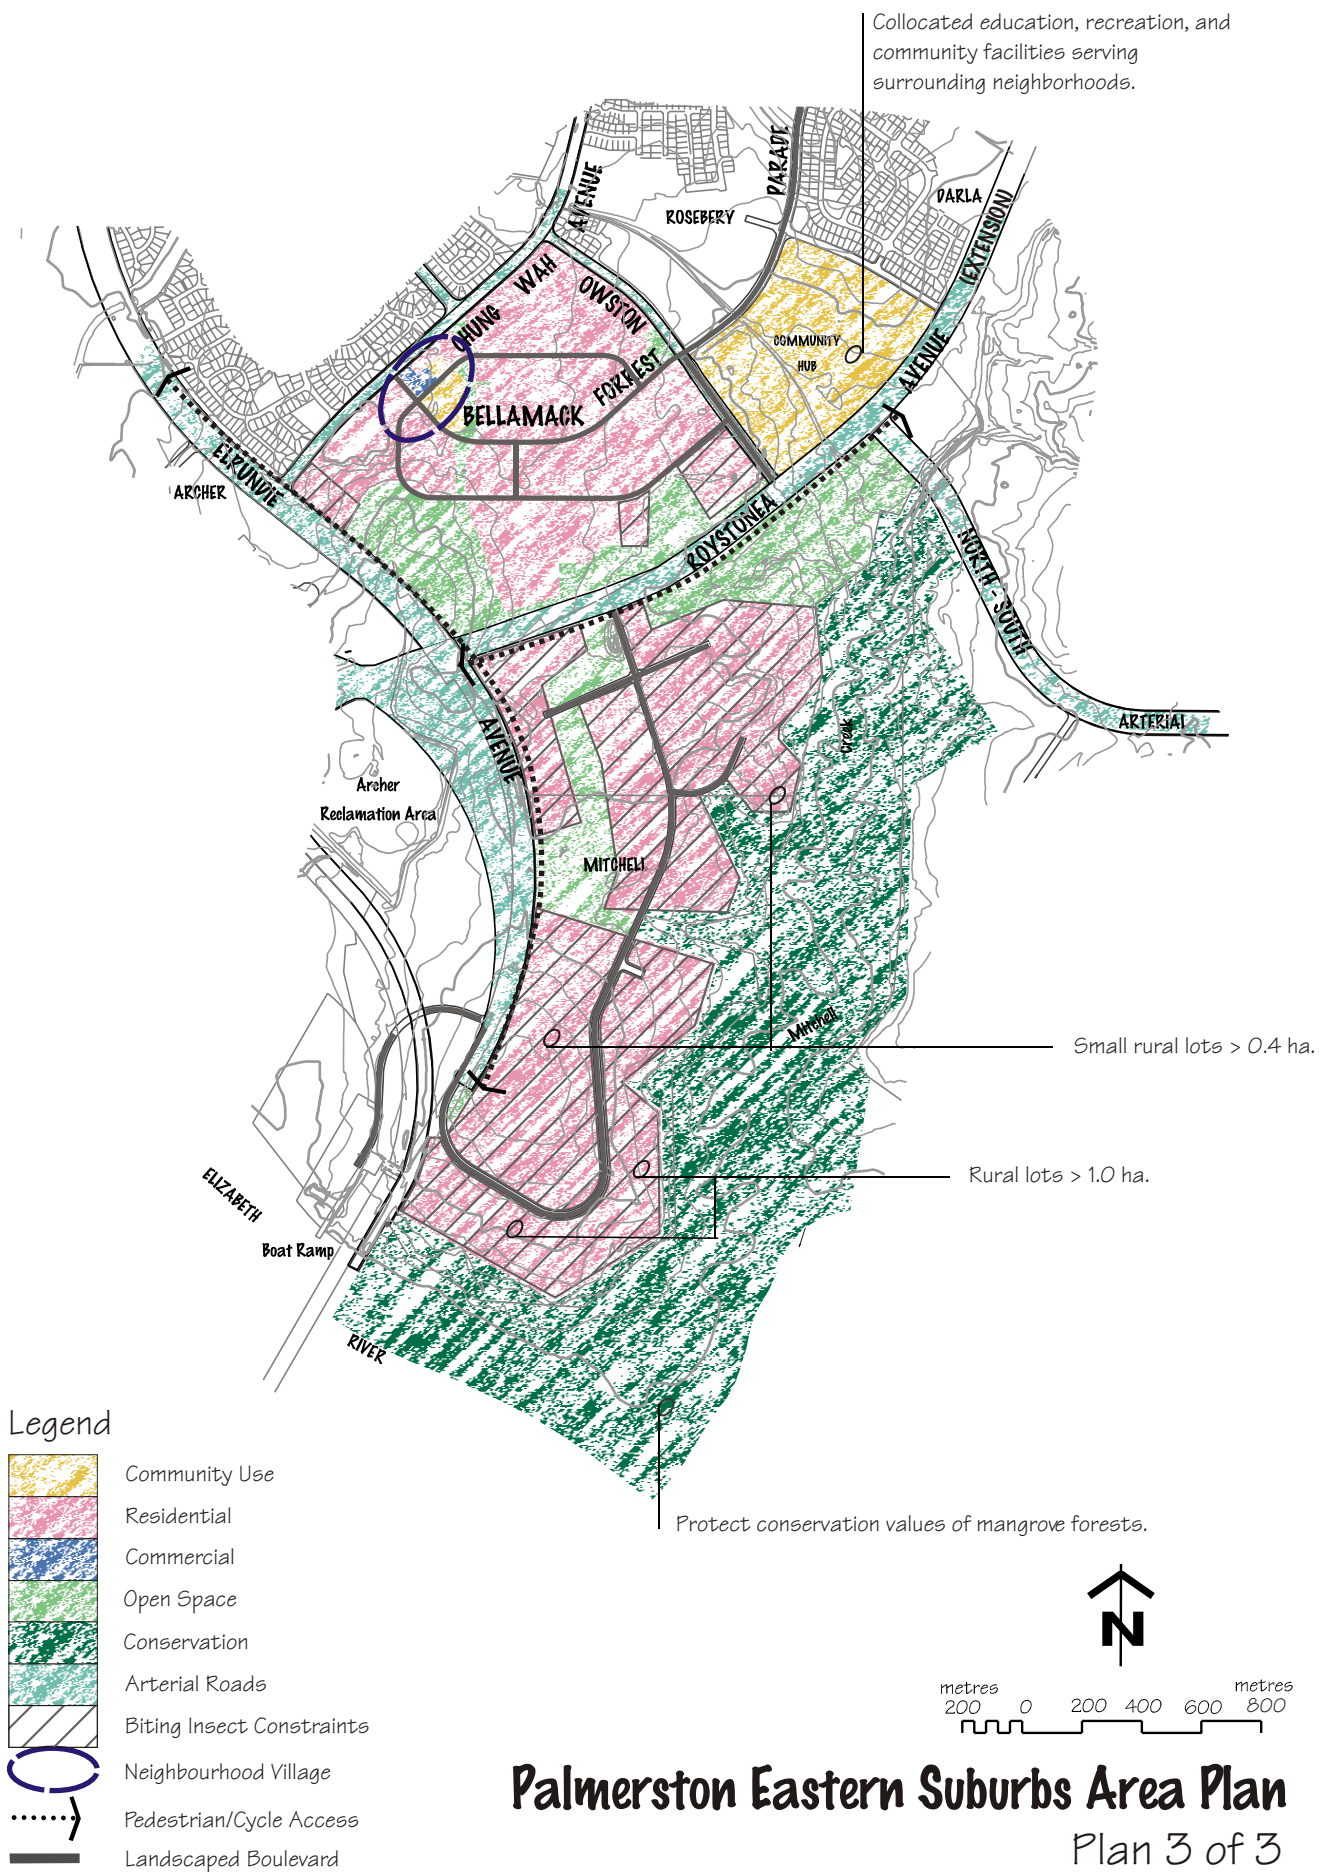 Collocated education, recreation, and
community facilities serving
surrounding neighborhoods.
AVENUE
PARADE
ROSEBERY
DARLA
(EXTENSION)
CHUNG WAH
OWSTON
COMMUNITY
HUB
AVENUE
FORREST
BELLAMACK
ELRUNDIE
ARCHER
ROYSTONEA
NORTH - SOUTH
ARTERIAL
AVENUE
Creek
Archer
Reclamation Area
MITCHELL
Mitchell
Small rural lots > 0.4 ha.
Rural lots > 1.0 ha.
ELIZABETH
Boat Ramp
RIVER
Protect conservation values of mangrove forests.
Legend
Community Use
Residential
Commercial
Open Space
Conservation
Arterial Roads
Biting Insect Constraints
Neighbourhood Village
Pedestrian/Cycle Access
Landscaped Boulevard
N
metres metres
200 0 200 400 600 800
Palmerston Eastern Suburbs Area Plan
Plan 3 of 3